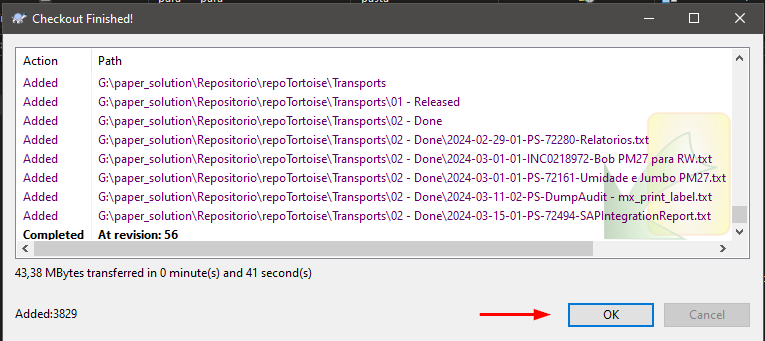 Checkout Finished!
Action Path
Added G:\paper_solution\Repositorio\repoTortoise\Transports
Added G:\paper_solution\Repositorio\repoTortoise\Transports\01 - Released
Added G:\paper_solution\Repositorio\repoTortoise\Transports\02 - Done
Added G:\paper_solution\Repositorio\repoTortoise\Transports\02 - Done\2024-02-29-01-PS-72280-Relatorios.txt
Added G:\paper_solution\Repositorio\repoTortoise\Transports\02 - Done\2024-03-01-01-INC0218972-Bob PM27 para RW.txt
Added G:\paper_solution\Repositorio\repoTortoise\Transports\02 - Done\2024-03-01-01-PS-72161-Umidade e Jumbo PM27.txt
Added G:\paper_solution\Repositorio\repoTortoise\Transports\02 - Done\2024-03-11-02-PS-DumpAudit - mx_print_label.txt
Added G:\paper_solution\Repositorio\repoTortoise\Transports\02 - Done\2024-03-15-01-PS-72494-SAPIntegrationReport.txt
Completed At revision: 56
43,38 MBytes transferred in 0 minute(s) and 41 second(s)
Added:3829
OK
Cancel